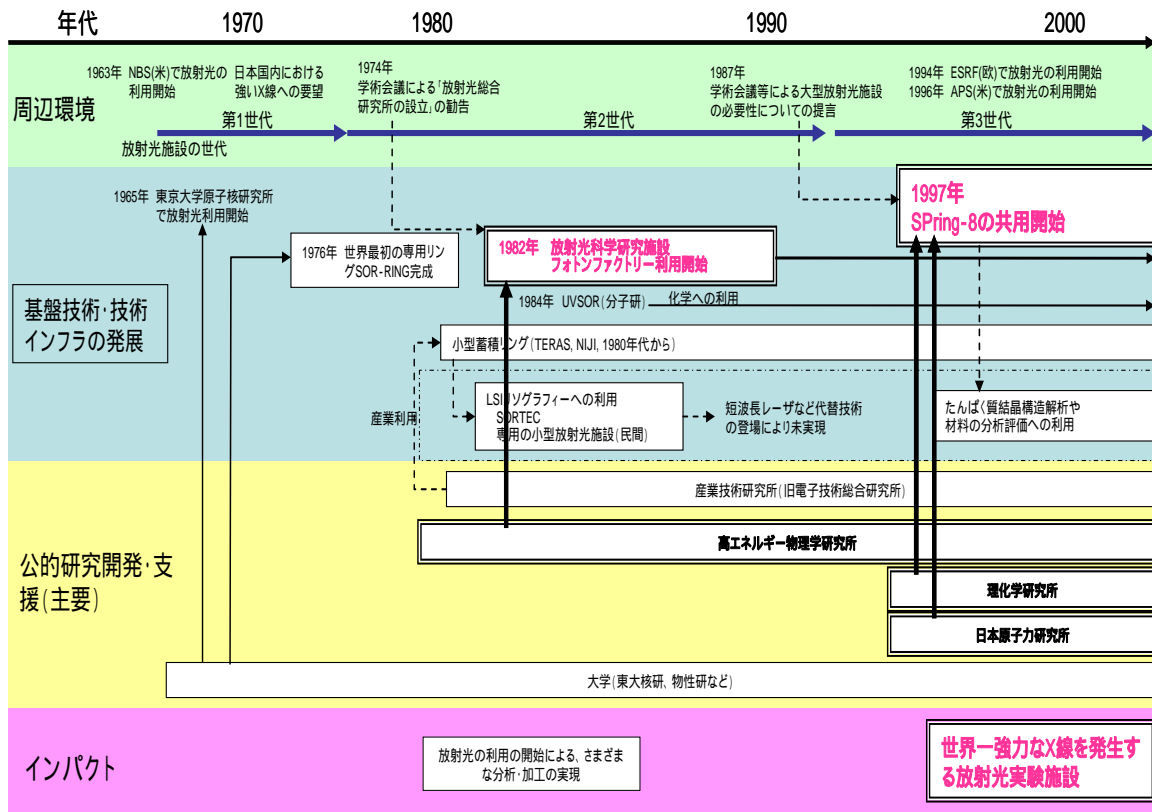 年代
1970
1980
1990
2000
周辺環境
1963年 NBS(米)で放射光の
利用開始
日本国内における
強いX線への要望
1974年
学術会議による「放射光総合
研究所の設立」の勧告
1987年
学術会議等による大型放射光施設
の必要性についての提言
1994年 ESRF(欧)で放射光の利用開始
1996年 APS(米)で放射光の利用開始
第1世代
第2世代
第3世代
放射光施設の世代
基盤技術・技術
インフラの発展
1965年 東京大学原子核研究所
で放射光利用開始
1976年 世界最初の専用リン
グSOR-RING完成
1982年 放射光科学研究施設
フォトンファクトリー利用開始
1997年
SPring-8の共用開始
1984年 UVSOR(分子研)
化学への利用
小型蓄積リング(TERAS, NIJI, 1980年代から)
産業利用
LSIリソグラフィーへの利用
SORTEC
専用の小型放射光施設(民間)
短波長レーザなど代替技術
の登場により未実現
たんぱく質結晶構造解析や
材料の分析評価への利用
公的研究開発・支
援(主要)
産業技術研究所(旧電子技術総合研究所)
高エネルギー物理学研究所
理化学研究所
日本原子力研究所
大学(東大核研、物性研など)
インパクト
放射光の利用の開始による、さまざま
な分析・加工の実現
世界一強力なX線を発生す
る放射光実験施設